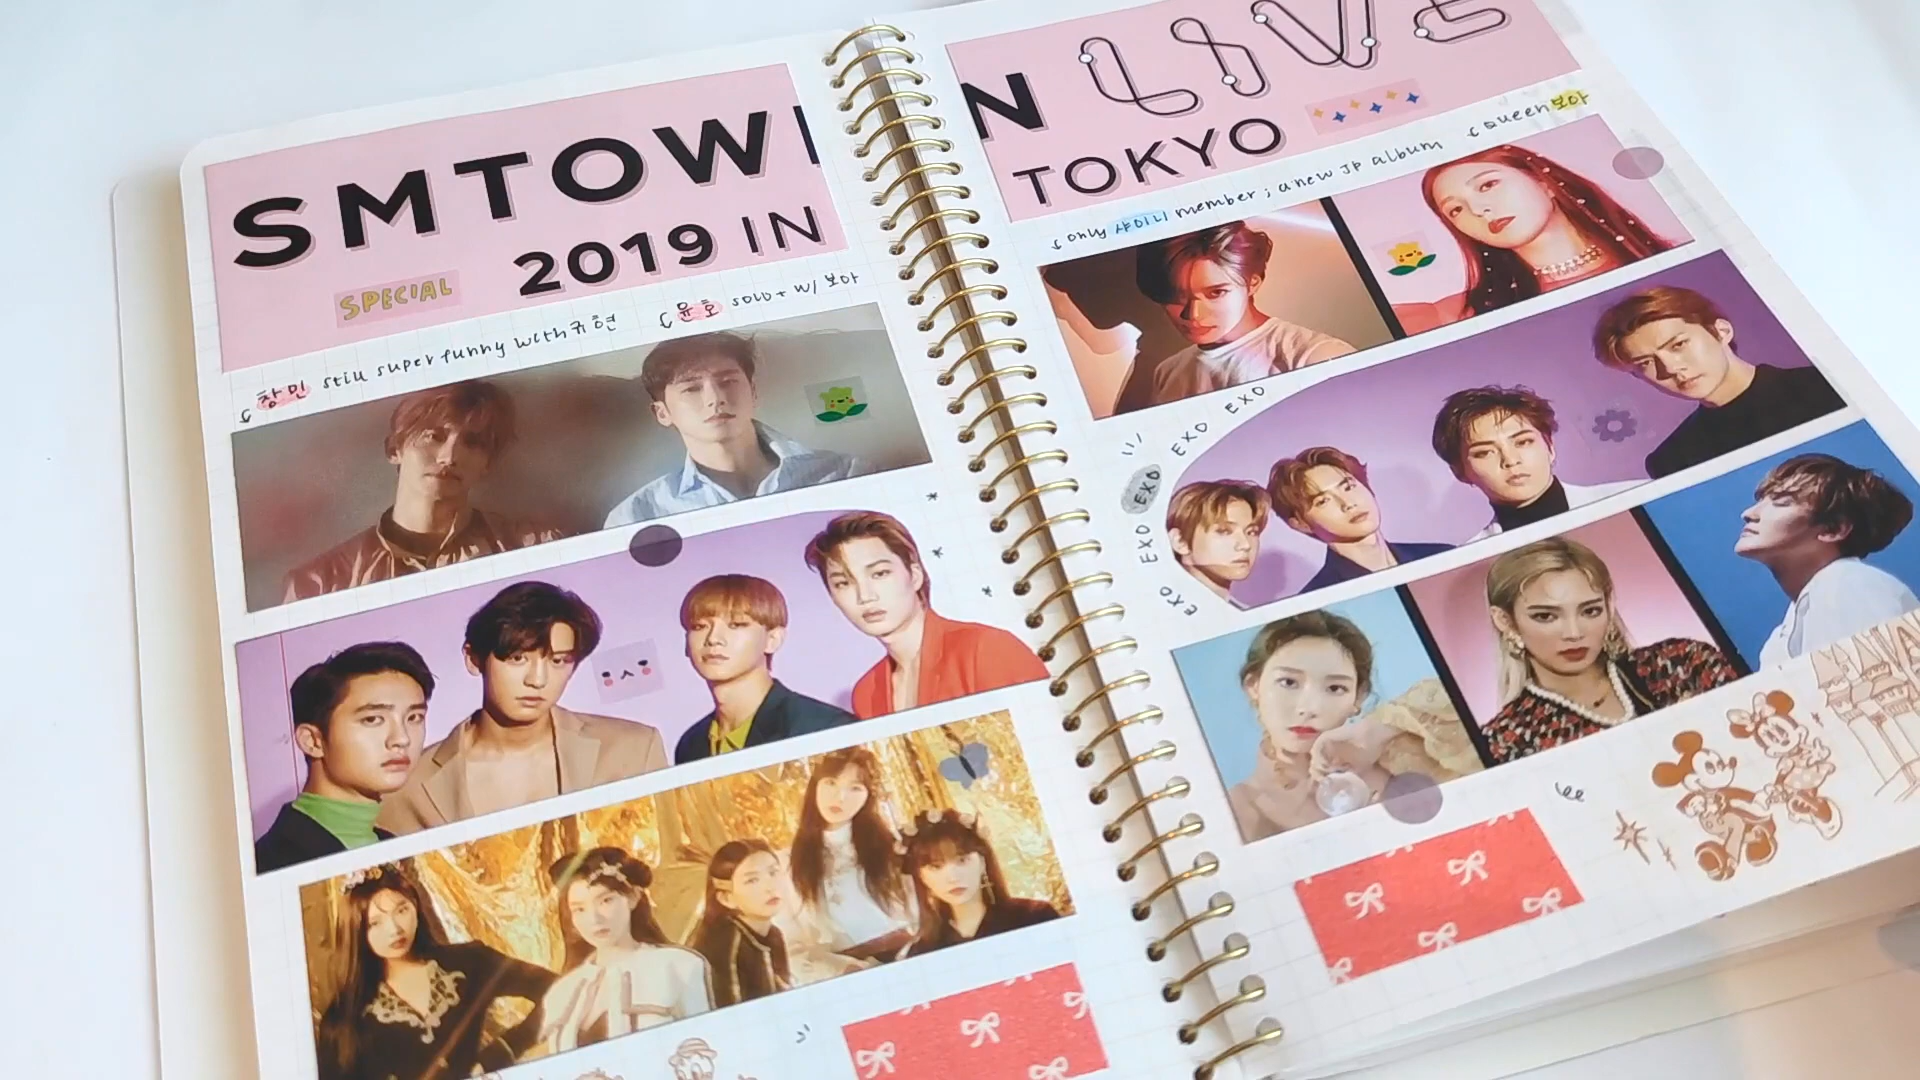 SMTOWN
2019 IN
SPECIAL
창민 still super funny with 규현
윤호 solo + w/ 보아
N LIVE
TOKYO
only 샤이니 member ; a new JP album
Queen 보아
EXO EXO EXO EXO EXO